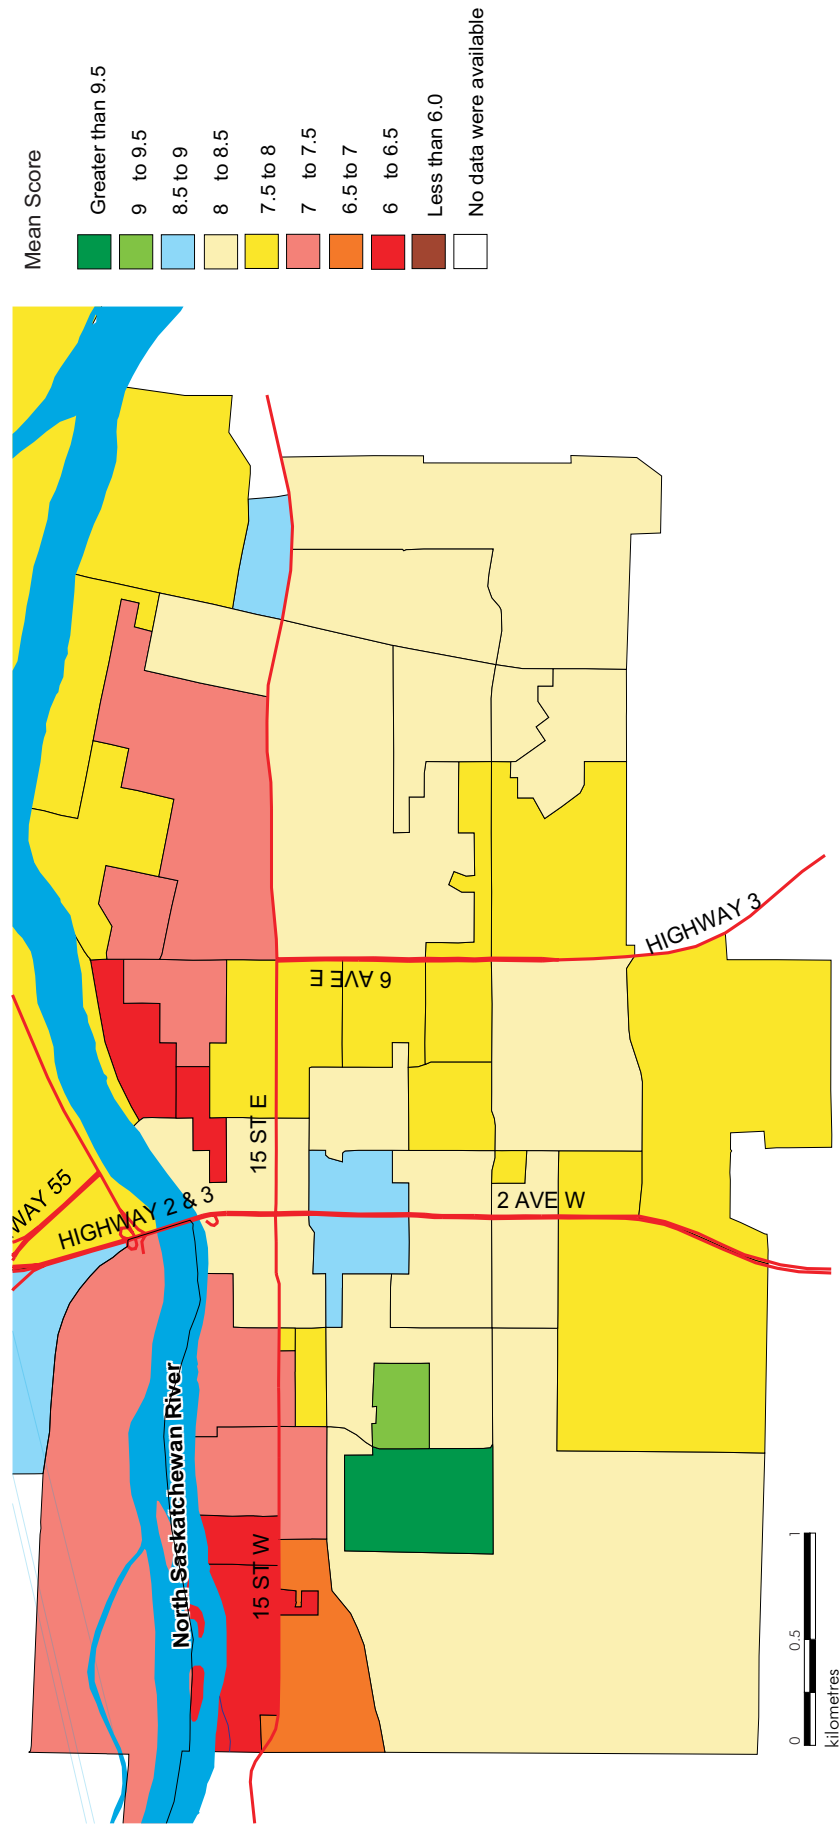 Mean Score
Greater than 9.5
9 to 9.5
8.5 to 9
8 to 8.5
7.5 to 8
7 to 7.5
6.5 to 7
6 to 6.5
Less than 6.0
No data were available
WAY 55
HIGHWAY 2 & 3
North Saskatchewan River
15 ST W
15 ST E
6 AVE E
2 AVE W
HIGHWAY 3
0 0.5 1
kilometres